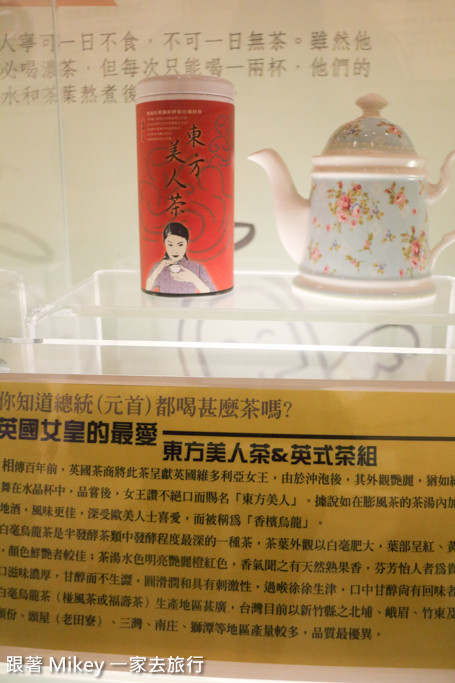 人寧可一日不食，不可一日無茶。雖然他
必喝濃茶，但每次只能喝一兩杯，他們的
水和茶葉熬煮後
東方
美人茶
你知道總統(元首)都喝甚麼茶嗎?
英國女皇的最愛
東方美人茶&英式茶組
相傳百年前，英國茶商將此茶呈獻英國維多利亞女王，由於沖泡後，其外觀艷麗，猶如
舞在水晶杯中，品嘗後，女王讚不絕口而賜名「東方美人」。據說如在膨風茶的茶湯內加
地酒，風味更佳，深受歐美人士喜愛，而被稱為「香檳烏龍」。
白毫烏龍茶是半發酵茶類中發酵程度最深的一種茶，茶葉外觀以白毫肥大，葉部呈紅、黃
，顏色鮮艷者較佳；茶湯水色明亮艷麗橙紅色，香氣聞之有天然熟果香，芬芳怡人者為貴
口滋味濃厚，甘醇而不生澀，圓滑潤和具有刺激性，過喉徐徐生津，口中甘醇尚有回味者
白毫烏龍茶（椪風茶或福壽茶）生產地區甚廣，台灣目前以新竹縣之北埔、峨眉、竹東及
頭份、頭屋（老田寮）、三灣、南庄、獅潭等地區產量較多，品質最優異。
跟著 Mikey 一家去旅行